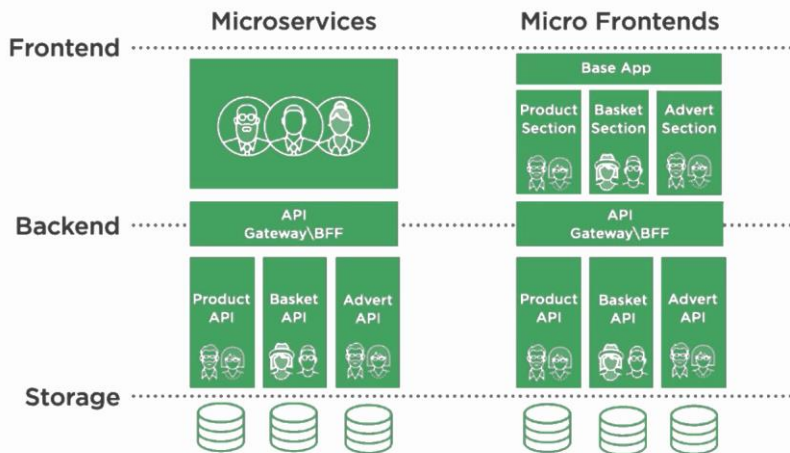 Microservices
Micro Frontends
Frontend
Base App
Product
Section
Basket
Section
Advert
Section
Backend
API
Gateway\BFF
API
Gateway\BFF
Product
API
Basket
API
Advert
API
Product
API
Basket
API
Advert
API
Storage